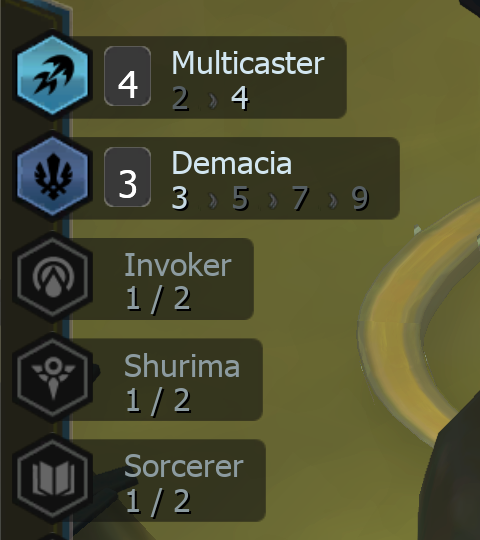 4 Multicaster
2 › 4
3 Demacia
3 › 5 › 7 › 9
Invoker
1 / 2
Shurima
1 / 2
Sorcerer
1 / 2